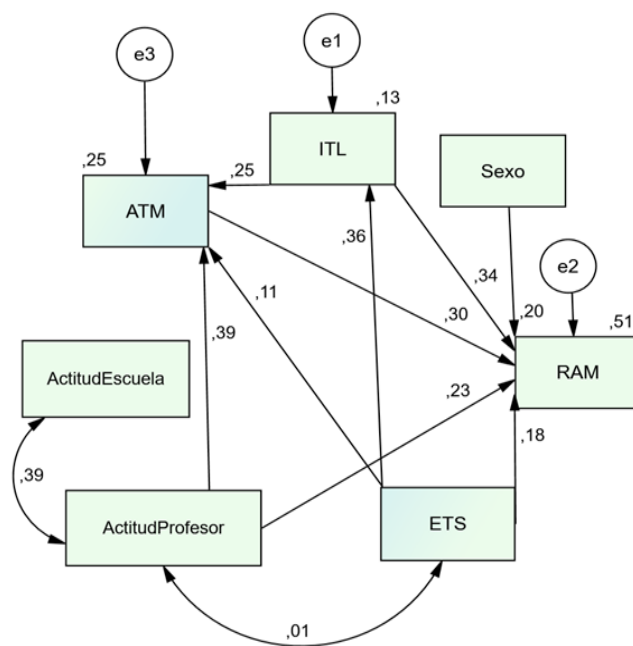 e3
e1
,13
ITL
,25
,25
Sexo
ATM
,36
e2
,11
,34
,30
,20
,51
,39
RAM
ActitudEscuela
,23
,18
,39
ActitudProfesor
ETS
,01